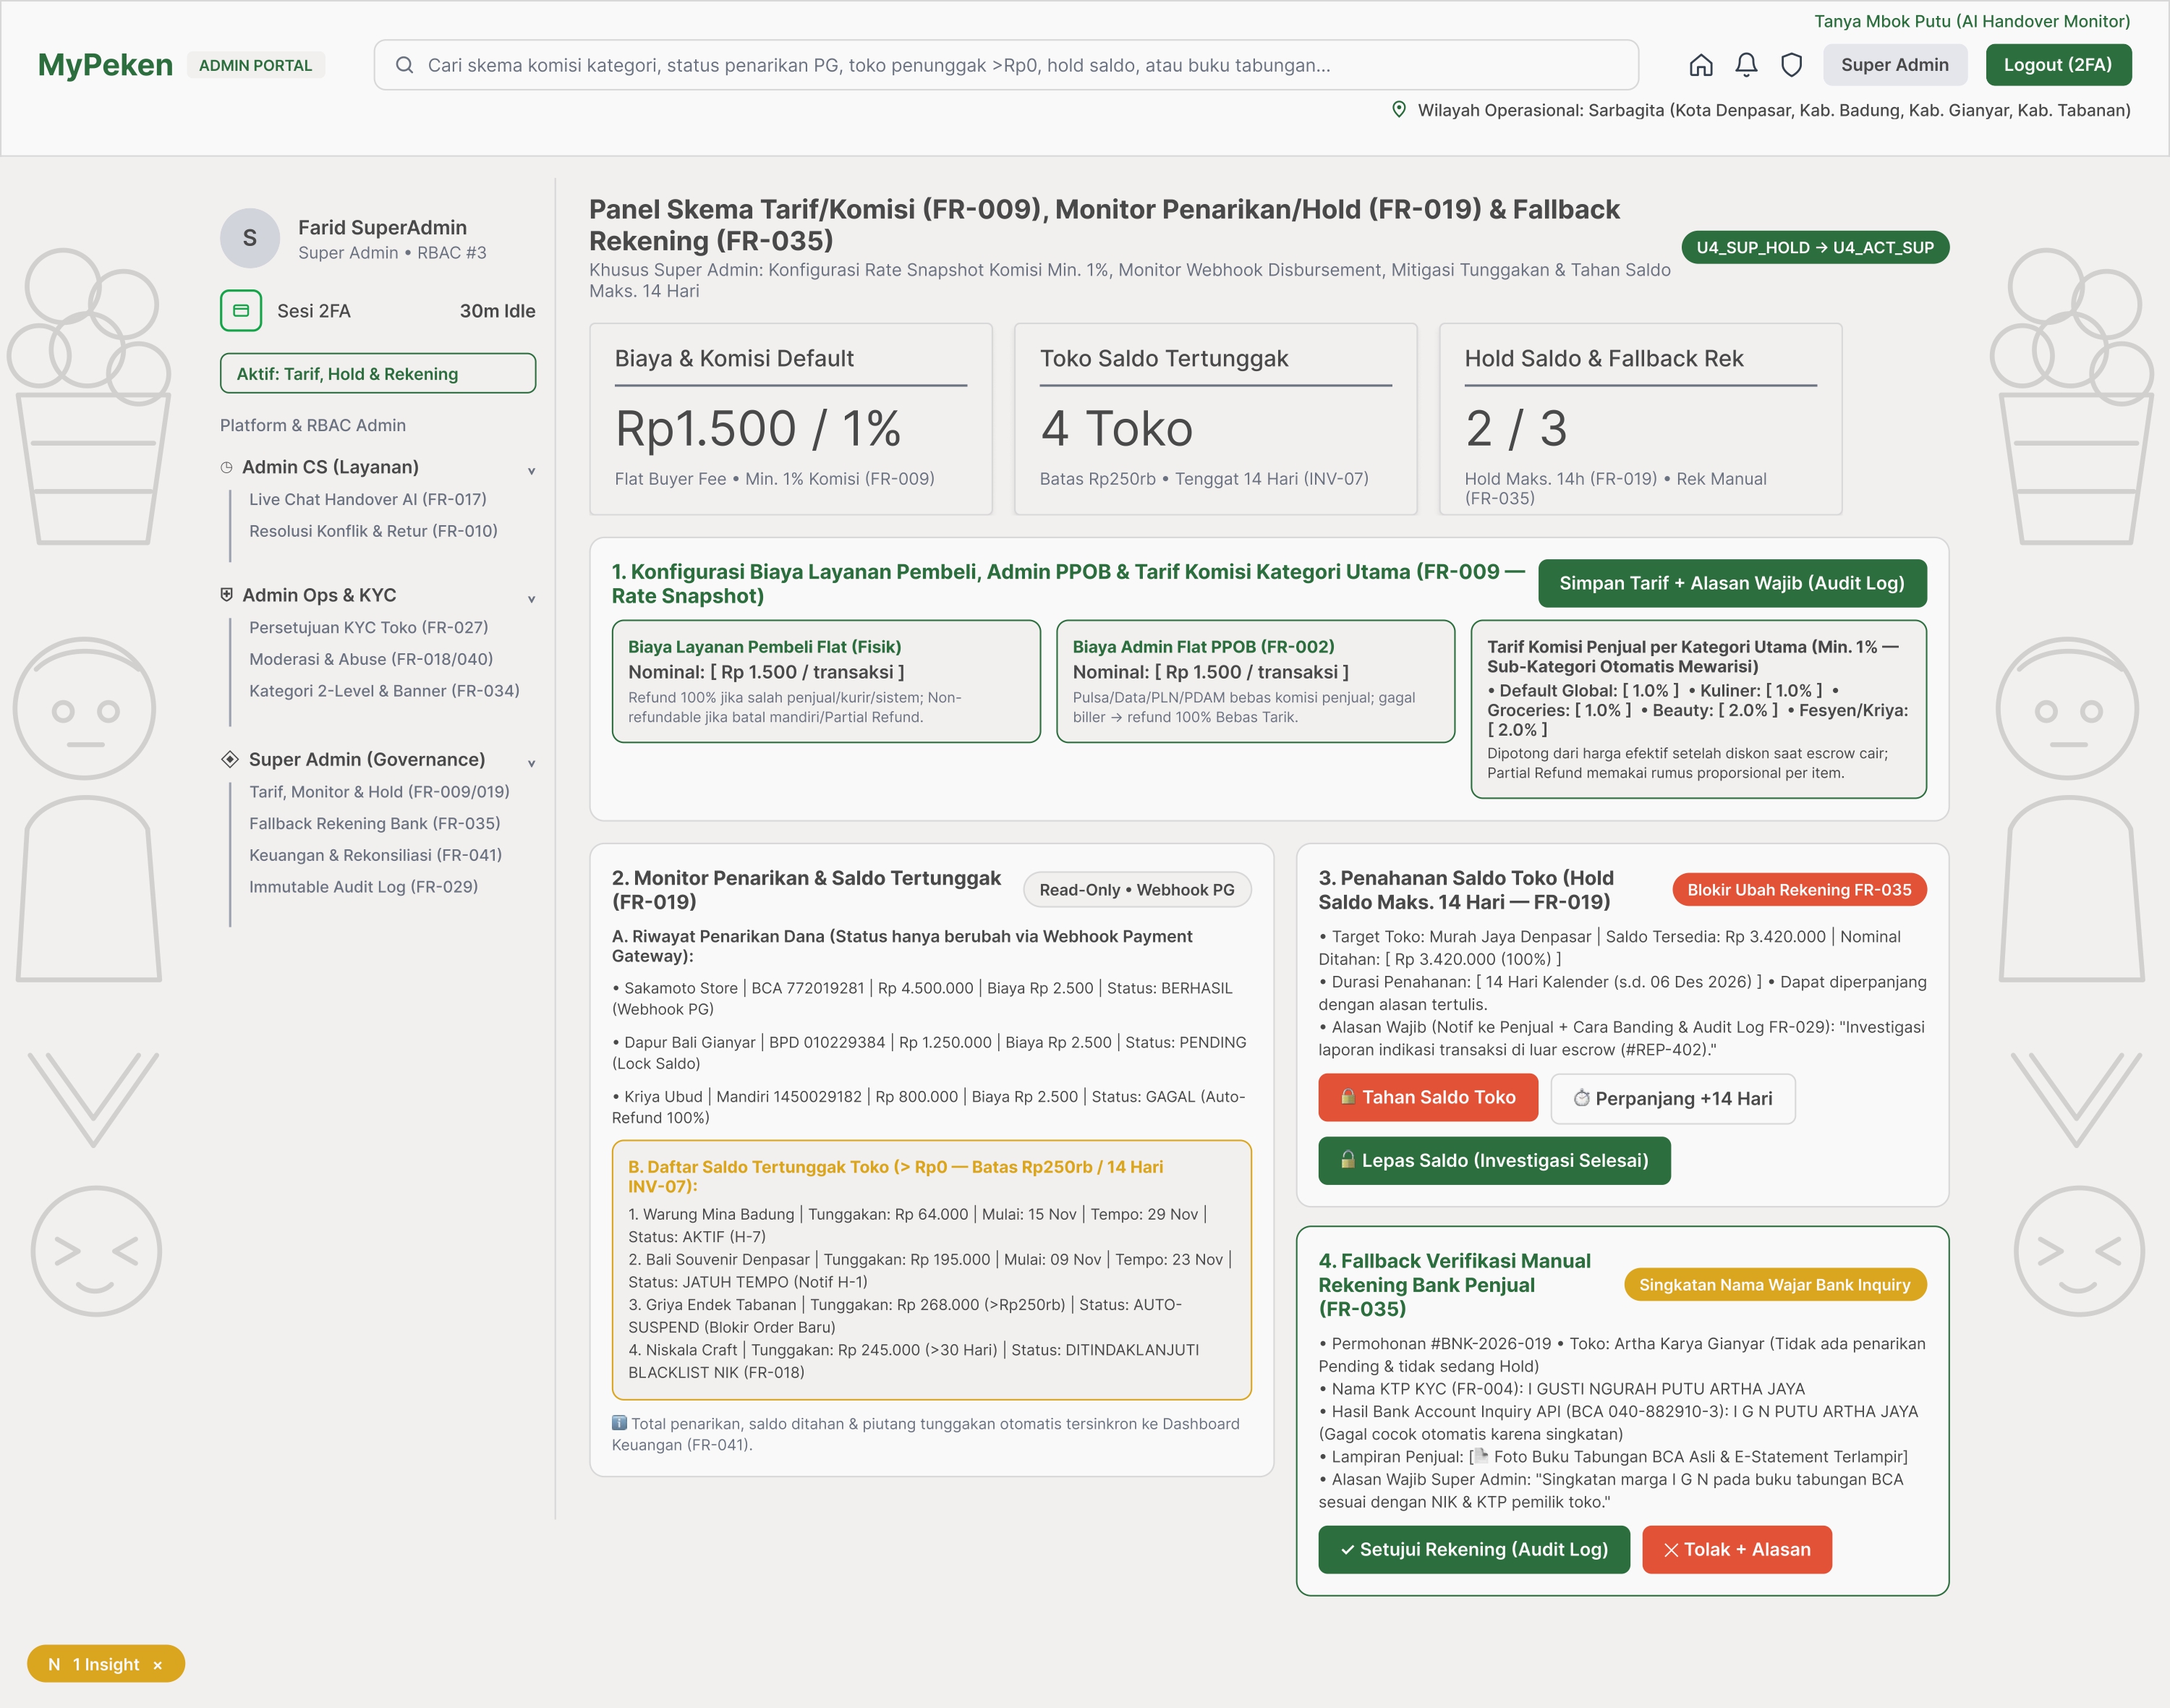 Tanya Mbok Putu (AI Handover Monitor)
MyPeken
ADMIN PORTAL
Cari skema komisi kategori, status penarikan PG, toko penunggak >Rp0, hold saldo, atau buku tabungan...
Super Admin
Logout (2FA)
Wilayah Operasional: Sarbagita (Kota Denpasar, Kab. Badung, Kab. Gianyar, Kab. Tabanan)
S
Farid SuperAdmin
Super Admin • RBAC #3
Sesi 2FA
30m Idle
Aktif: Tarif, Hold & Rekening
Platform & RBAC Admin
Admin CS (Layanan)
Live Chat Handover AI (FR-017)
Resolusi Konflik & Retur (FR-010)
Admin Ops & KYC
Persetujuan KYC Toko (FR-027)
Moderasi & Abuse (FR-018/040)
Kategori 2-Level & Banner (FR-034)
Super Admin (Governance)
Tarif, Monitor & Hold (FR-009/019)
Fallback Rekening Bank (FR-035)
Keuangan & Rekonsiliasi (FR-041)
Immutable Audit Log (FR-029)
Panel Skema Tarif/Komisi (FR-009), Monitor Penarikan/Hold (FR-019) & Fallback
Rekening (FR-035)
Khusus Super Admin: Konfigurasi Rate Snapshot Komisi Min. 1%, Monitor Webhook Disbursement, Mitigasi Tunggakan & Tahan Saldo
Maks. 14 Hari
U4_SUP_HOLD → U4_ACT_SUP
Biaya & Komisi Default
Rp1.500 / 1%
Flat Buyer Fee • Min. 1% Komisi (FR-009)
Toko Saldo Tertunggak
4 Toko
Batas Rp250rb • Tenggat 14 Hari (INV-07)
Hold Saldo & Fallback Rek
2 / 3
Hold Maks. 14h (FR-019) • Rek Manual
(FR-035)
1. Konfigurasi Biaya Layanan Pembeli, Admin PPOB & Tarif Komisi Kategori Utama (FR-009 —
Rate Snapshot)
Simpan Tarif + Alasan Wajib (Audit Log)
Biaya Layanan Pembeli Flat (Fisik)
Nominal: [ Rp 1.500 / transaksi ]
Refund 100% jika salah penjual/kurir/sistem; Non-
refundable jika batal mandiri/Partial Refund.
Biaya Admin Flat PPOB (FR-002)
Nominal: [ Rp 1.500 / transaksi ]
Pulsa/Data/PLN/PDAM bebas komisi penjual; gagal
biller → refund 100% Bebas Tarik.
Tarif Komisi Penjual per Kategori Utama (Min. 1% —
Sub-Kategori Otomatis Mewarisi)
• Default Global: [ 1.0% ] • Kuliner: [ 1.0% ] •
Groceries: [ 1.0% ] • Beauty: [ 2.0% ] • Fesyen/Kriya:
[ 2.0% ]
Dipotong dari harga efektif setelah diskon saat escrow cair;
Partial Refund memakai rumus proporsional per item.
2. Monitor Penarikan & Saldo Tertunggak
(FR-019)
Read-Only • Webhook PG
A. Riwayat Penarikan Dana (Status hanya berubah via Webhook Payment
Gateway):
• Sakamoto Store | BCA 772019281 | Rp 4.500.000 | Biaya Rp 2.500 | Status: BERHASIL
(Webhook PG)
• Dapur Bali Gianyar | BPD 010229384 | Rp 1.250.000 | Biaya Rp 2.500 | Status: PENDING
(Lock Saldo)
• Kriya Ubud | Mandiri 1450029182 | Rp 800.000 | Biaya Rp 2.500 | Status: GAGAL (Auto-
Refund 100%)
B. Daftar Saldo Tertunggak Toko (> Rp0 — Batas Rp250rb / 14 Hari
INV-07):
1. Warung Mina Badung | Tunggakan: Rp 64.000 | Mulai: 15 Nov | Tempo: 29 Nov |
Status: AKTIF (H-7)
2. Bali Souvenir Denpasar | Tunggakan: Rp 195.000 | Mulai: 09 Nov | Tempo: 23 Nov |
Status: JATUH TEMPO (Notif H-1)
3. Griya Endek Tabanan | Tunggakan: Rp 268.000 (>Rp250rb) | Status: AUTO-
SUSPEND (Blokir Order Baru)
4. Niskala Craft | Tunggakan: Rp 245.000 (>30 Hari) | Status: DITINDAKLANJUTI
BLACKLIST NIK (FR-018)
ℹ️ Total penarikan, saldo ditahan & piutang tunggakan otomatis tersinkron ke Dashboard
Keuangan (FR-041).
3. Penahanan Saldo Toko (Hold
Saldo Maks. 14 Hari — FR-019)
Blokir Ubah Rekening FR-035
• Target Toko: Murah Jaya Denpasar | Saldo Tersedia: Rp 3.420.000 | Nominal
Ditahan: [ Rp 3.420.000 (100%) ]
• Durasi Penahanan: [ 14 Hari Kalender (s.d. 06 Des 2026) ] • Dapat diperpanjang
dengan alasan tertulis.
• Alasan Wajib (Notif ke Penjual + Cara Banding & Audit Log FR-029): "Investigasi
laporan indikasi transaksi di luar escrow (#REP-402)."
🔒 Tahan Saldo Toko
⏱ Perpanjang +14 Hari
🔓 Lepas Saldo (Investigasi Selesai)
4. Fallback Verifikasi Manual
Rekening Bank Penjual
(FR-035)
Singkatan Nama Wajar Bank Inquiry
• Permohonan #BNK-2026-019 • Toko: Artha Karya Gianyar (Tidak ada penarikan
Pending & tidak sedang Hold)
• Nama KTP KYC (FR-004): I GUSTI NGURAH PUTU ARTHA JAYA
• Hasil Bank Account Inquiry API (BCA 040-882910-3): I G N PUTU ARTHA JAYA
(Gagal cocok otomatis karena singkatan)
• Lampiran Penjual: [📄 Foto Buku Tabungan BCA Asli & E-Statement Terlampir]
• Alasan Wajib Super Admin: "Singkatan marga I G N pada buku tabungan BCA
sesuai dengan NIK & KTP pemilik toko."
✓ Setujui Rekening (Audit Log)
✕ Tolak + Alasan
N 1 Insight ×